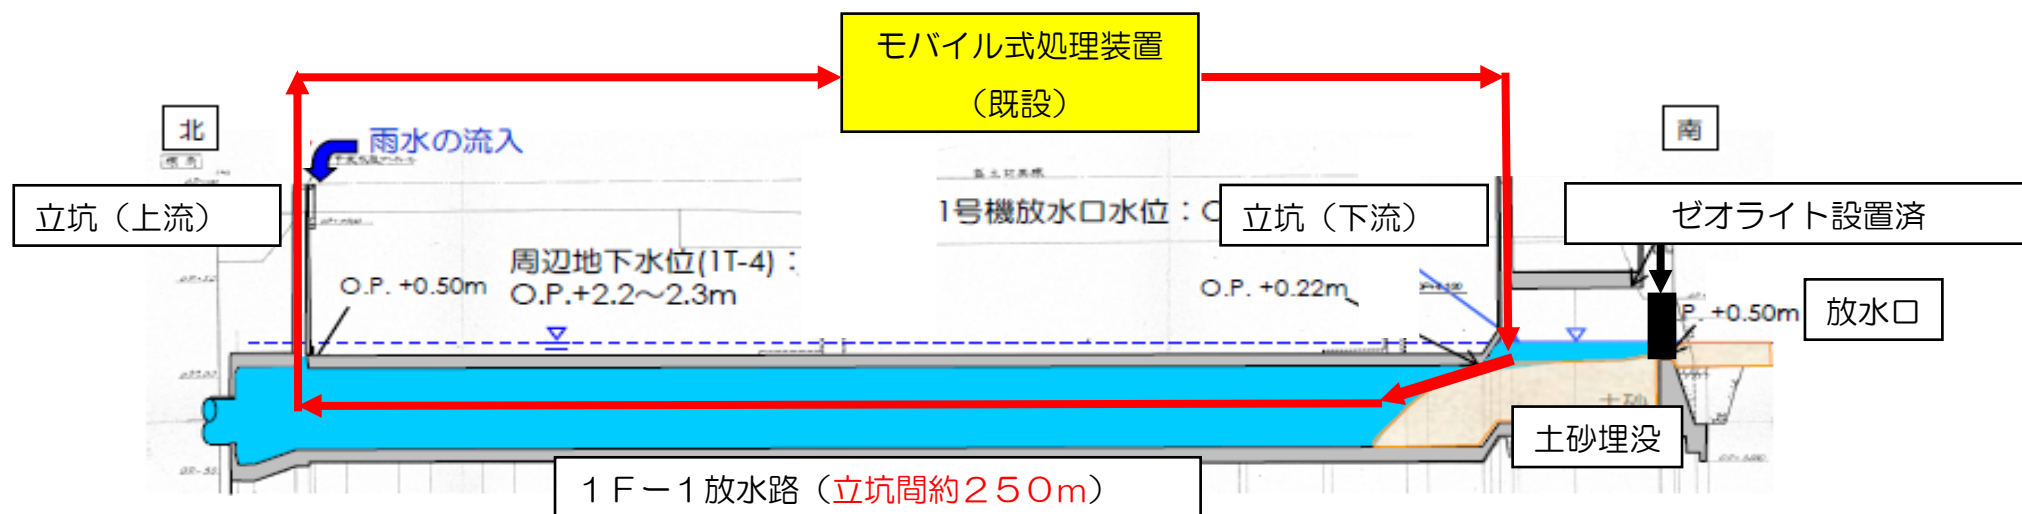 モバイル式処理装置
（既設）
北
南
雨水の流入
立坑（上流）
1号機放水口水位：
立坑（下流）
ゼオライト設置済
周辺地下水位(1T-4)：
O.P.+2.2～2.3m
O.P. +0.50m
O.P. +0.22m
P. +0.50m
放水口
土砂
土砂埋没
１Ｆ－１放水路（立坑間約２５０ｍ）